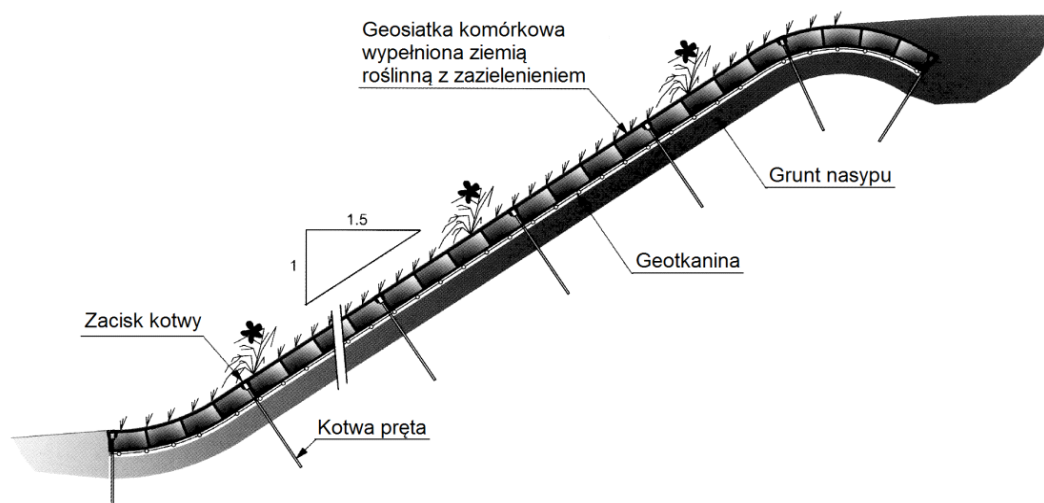 Geosiatka komórkowa
wypełniona ziemią
roślinną z zazielenieniem
Grunt nasypu
1.5
1
Geotkanina
Zacisk kotwy
Kotwa pręta